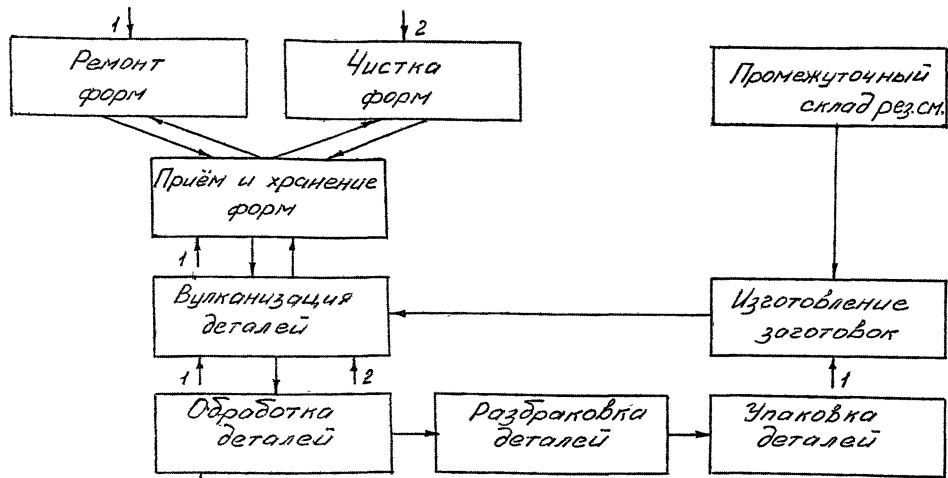 1
2
Ремонт
форм
Чистка
форм
Промежуточный
склад рез.см.
Приём и хранение
форм
1
Вулканизация
деталей
Изготовление
заготовок
1
2
1
Обработка
деталей
Разбраковка
деталей
Упаковка
деталей